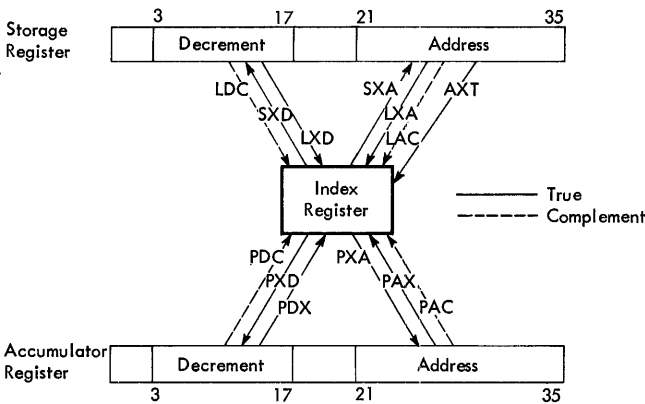 3 17 21 35
Storage
Register
Decrement
Address
LDC
SXD
LXD
SXA
LXA
LAC
AXT
Index
Register
True
Complement
PDC
PXD
PDX
PXA
PAX
PAC
Accumulator
Register
Decrement
Address
3 17 21 35